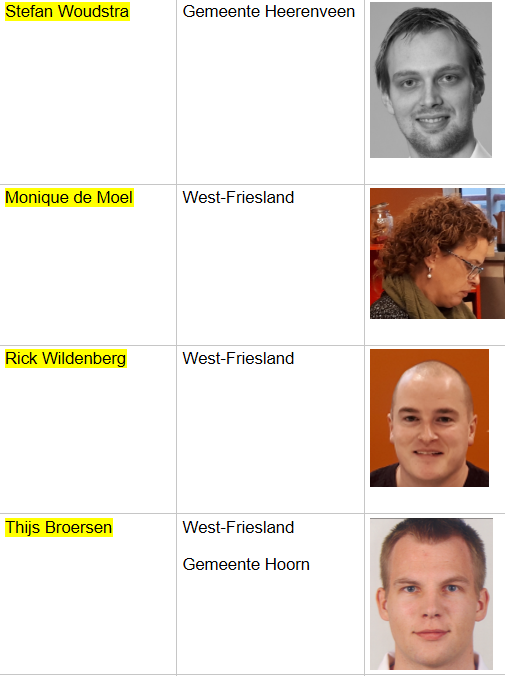 Stefan Woudstra
Gemeente Heerenveen
Monique de Moel
West-Friesland
Rick Wildenberg
West-Friesland
Thijs Broersen
West-Friesland
Gemeente Hoorn